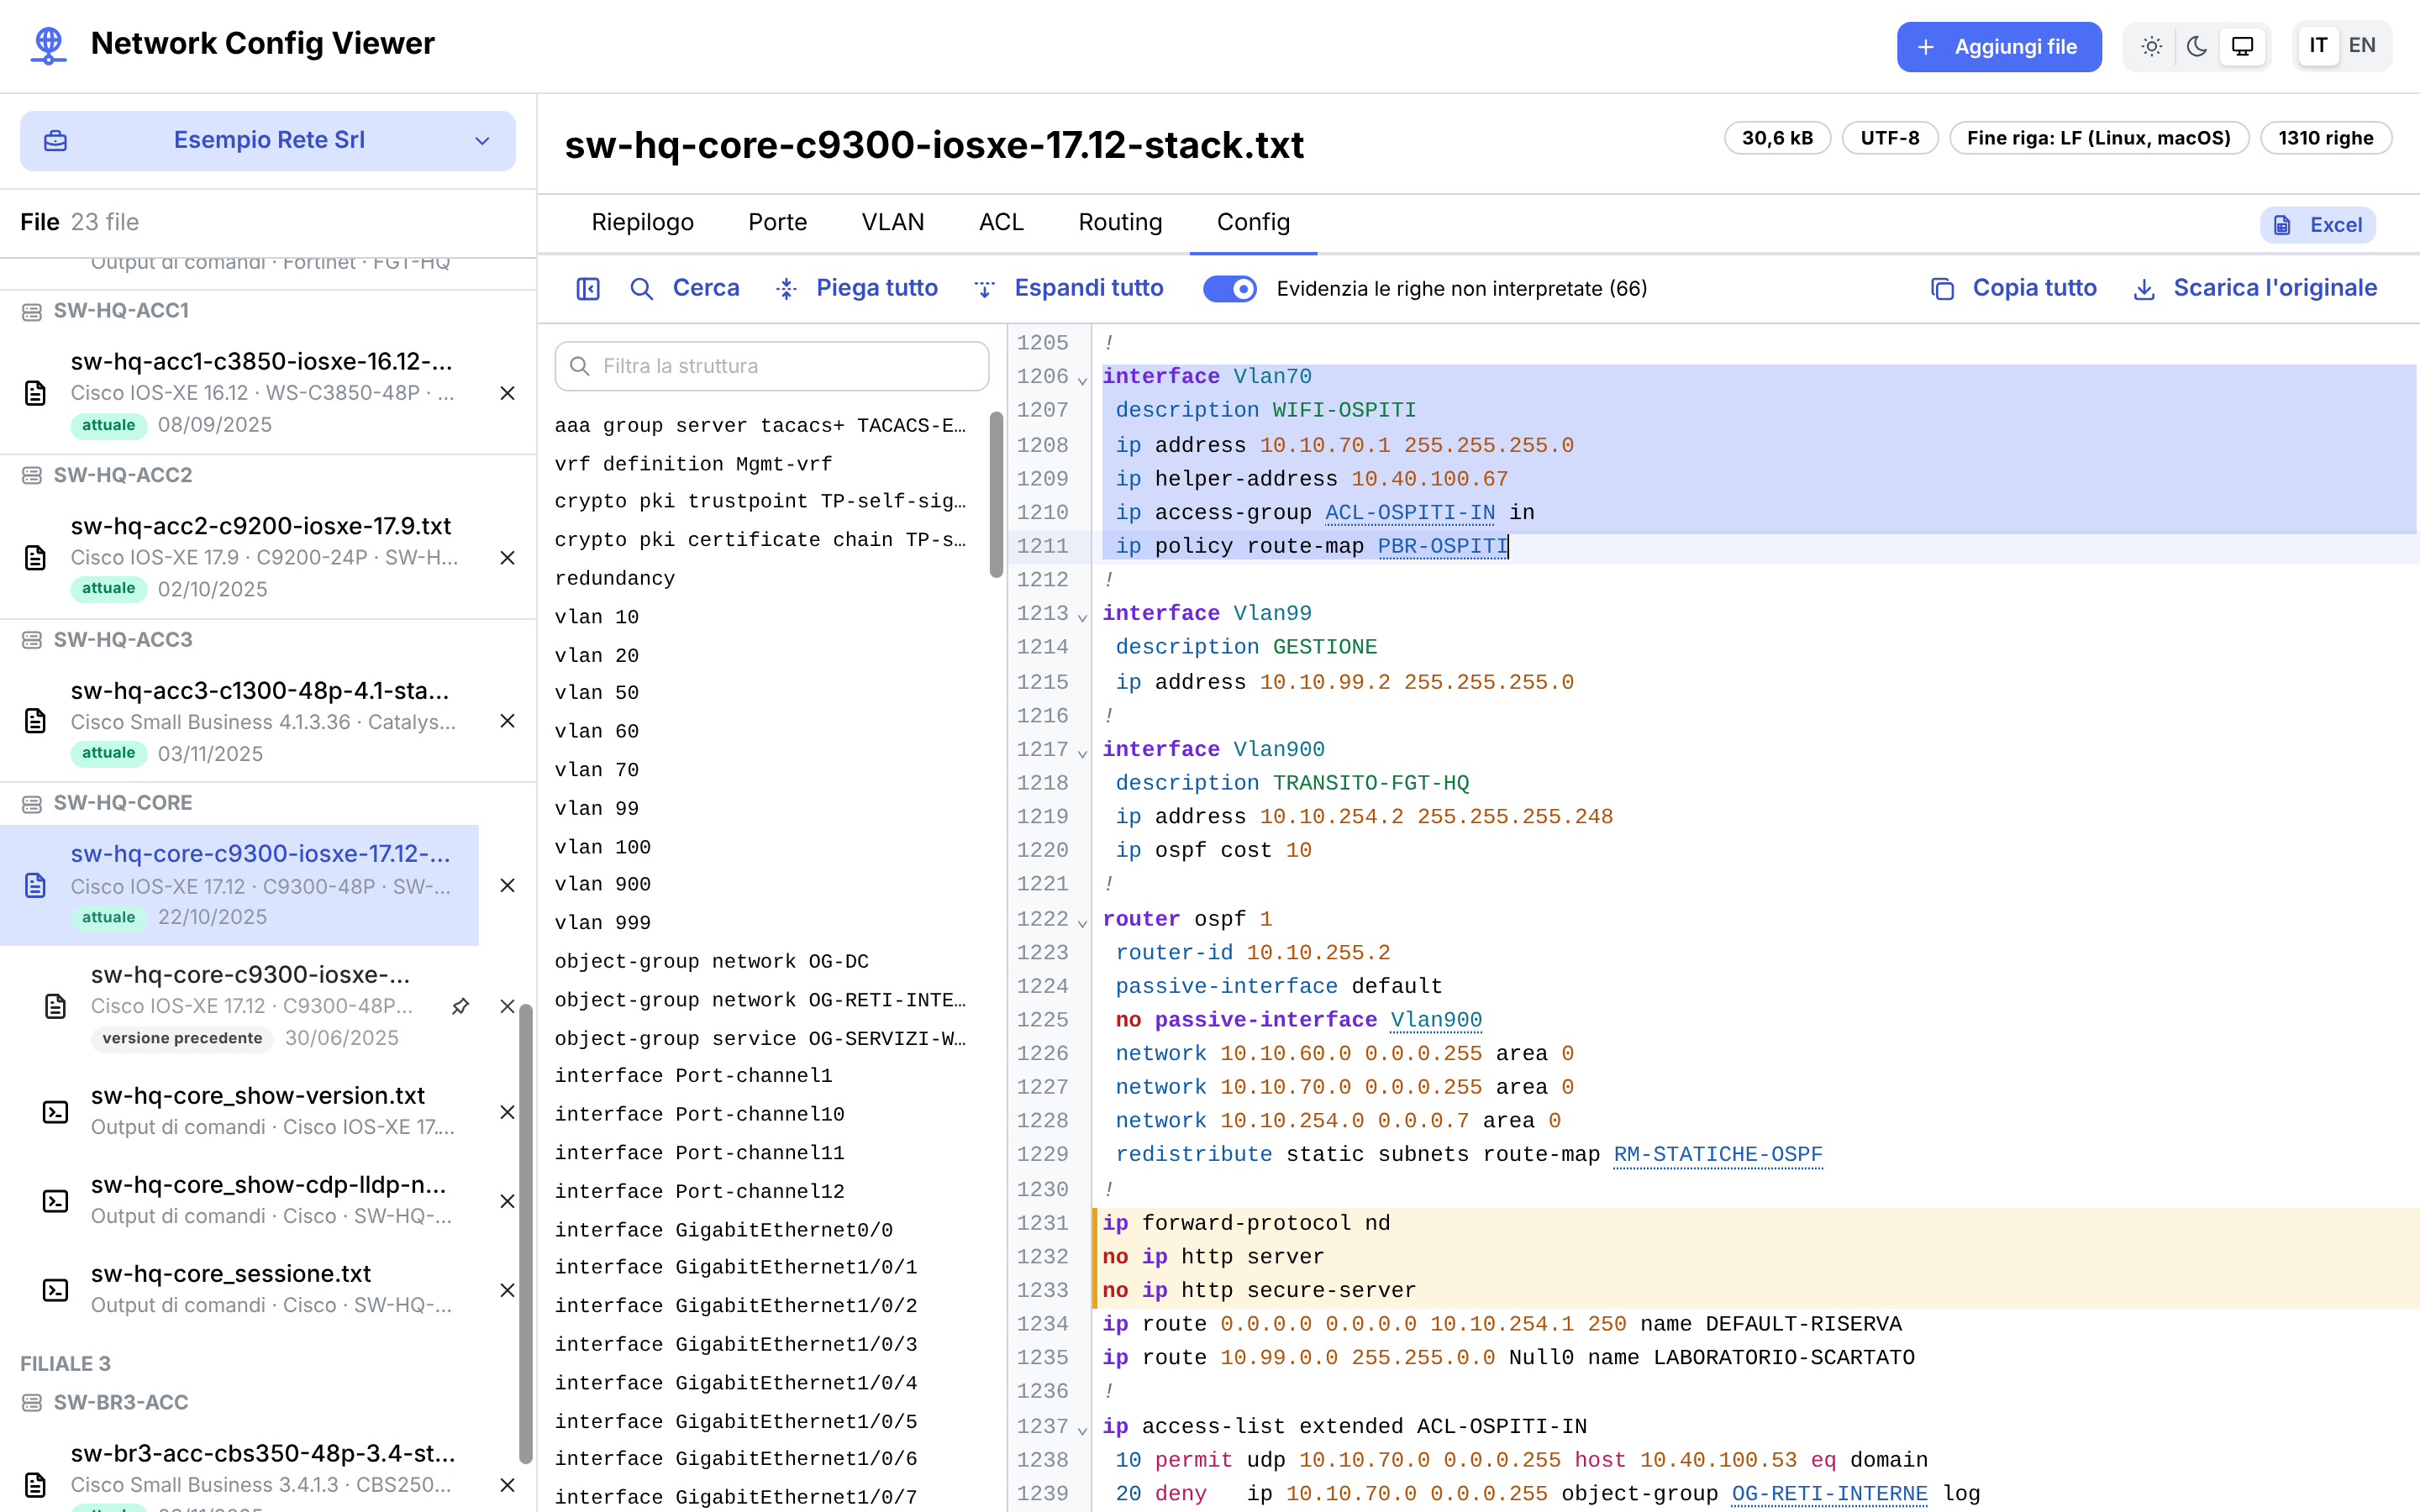 Network Config Viewer
Aggiungi file
IT EN
Esempio Rete Srl
File 23 file
Output di comandi · Fortinet · FGT-HQ
SW-HQ-ACC1
sw-hq-acc1-c3850-iosxe-16.12-...
Cisco IOS-XE 16.12 · WS-C3850-48P · ...
attuale 08/09/2025
SW-HQ-ACC2
sw-hq-acc2-c9200-iosxe-17.9.txt
Cisco IOS-XE 17.9 · C9200-24P · SW-H...
attuale 02/10/2025
SW-HQ-ACC3
sw-hq-acc3-c1300-48p-4.1-sta...
Cisco Small Business 4.1.3.36 · Catalys...
attuale 03/11/2025
SW-HQ-CORE
sw-hq-core-c9300-iosxe-17.12-...
Cisco IOS-XE 17.12 · C9300-48P · SW-...
attuale 22/10/2025
sw-hq-core-c9300-iosxe-...
Cisco IOS-XE 17.12 · C9300-48P...
versione precedente 30/06/2025
sw-hq-core_show-version.txt
Output di comandi · Cisco IOS-XE 17....
sw-hq-core_show-cdp-lldp-n...
Output di comandi · Cisco · SW-HQ-...
sw-hq-core_sessione.txt
Output di comandi · Cisco · SW-HQ-...
FILIALE 3
SW-BR3-ACC
sw-br3-acc-cbs350-48p-3.4-st...
Cisco Small Business 3.4.1.3 · CBS250...
sw-hq-core-c9300-iosxe-17.12-stack.txt
30,6 kB
UTF-8
Fine riga: LF (Linux, macOS)
1310 righe
Riepilogo Porte VLAN ACL Routing Config
Excel
Cerca
Piega tutto
Espandi tutto
Evidenzia le righe non interpretate (66)
Copia tutto
Scarica l'originale
Filtra la struttura
aaa group server tacacs+ TACACS-E…
vrf definition Mgmt-vrf
crypto pki trustpoint TP-self-sig…
crypto pki certificate chain TP-s…
redundancy
vlan 10
vlan 20
vlan 50
vlan 60
vlan 70
vlan 99
vlan 100
vlan 900
vlan 999
object-group network OG-DC
object-group network OG-RETI-INTE…
object-group service OG-SERVIZI-W…
interface Port-channel1
interface Port-channel10
interface Port-channel11
interface Port-channel12
interface GigabitEthernet0/0
interface GigabitEthernet1/0/1
interface GigabitEthernet1/0/2
interface GigabitEthernet1/0/3
interface GigabitEthernet1/0/4
interface GigabitEthernet1/0/5
interface GigabitEthernet1/0/6
interface GigabitEthernet1/0/7
1205 !
1206 interface Vlan70
1207 description WIFI-OSPITI
1208 ip address 10.10.70.1 255.255.255.0
1209 ip helper-address 10.40.100.67
1210 ip access-group ACL-OSPITI-IN in
1211 ip policy route-map PBR-OSPITI
1212 !
1213 interface Vlan99
1214 description GESTIONE
1215 ip address 10.10.99.2 255.255.255.0
1216 !
1217 interface Vlan900
1218 description TRANSITO-FGT-HQ
1219 ip address 10.10.254.2 255.255.255.248
1220 ip ospf cost 10
1221 !
1222 router ospf 1
1223 router-id 10.10.255.2
1224 passive-interface default
1225 no passive-interface Vlan900
1226 network 10.10.60.0 0.0.0.255 area 0
1227 network 10.10.70.0 0.0.0.255 area 0
1228 network 10.10.254.0 0.0.0.7 area 0
1229 redistribute static subnets route-map RM-STATICHE-OSPF
1230 !
1231 ip forward-protocol nd
1232 no ip http server
1233 no ip http secure-server
1234 ip route 0.0.0.0 0.0.0.0 10.10.254.1 250 name DEFAULT-RISERVA
1235 ip route 10.99.0.0 255.255.0.0 Null0 name LABORATORIO-SCARTATO
1236 !
1237 ip access-list extended ACL-OSPITI-IN
1238 10 permit udp 10.10.70.0 0.0.0.255 host 10.40.100.53 eq domain
1239 20 deny ip 10.10.70.0 0.0.0.255 object-group OG-RETI-INTERNE log